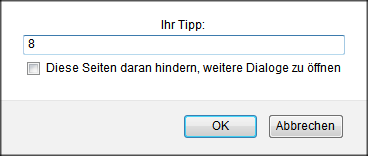 Ihr Tipp:
8
Diese Seiten daran hindern, weitere Dialoge zu öffnen
OK Abbrechen